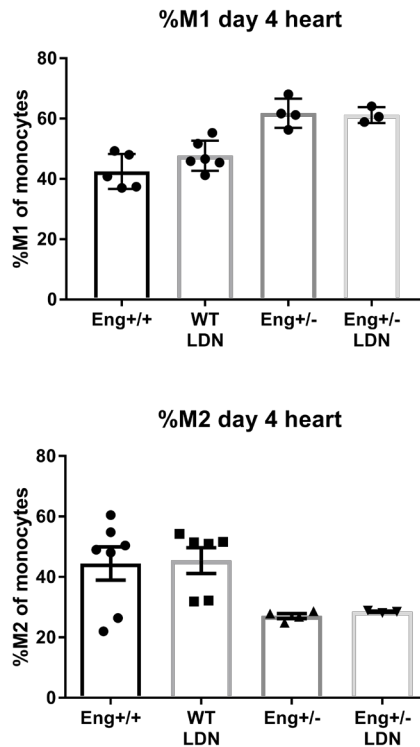 %M1 day 4 heart
%M1 of monocytes
80
60
40
20
0
Eng+/+
WT
LDN
Eng+/-
Eng+/-
LDN
%M2 day 4 heart
%M2 of monocytes
80
60
40
20
0
Eng+/+
WT
LDN
Eng+/-
Eng+/-
LDN